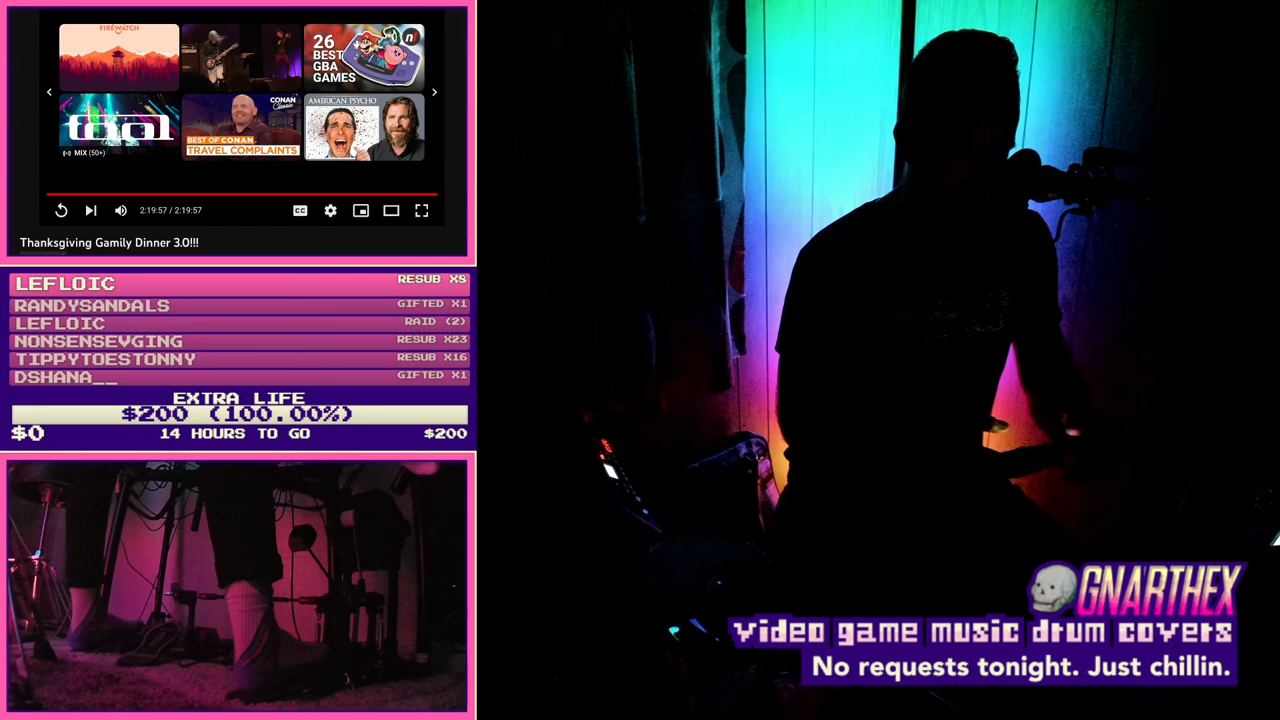 FIREWATCH
26
BEST
GBA
GAMES
n!
tool
MIX (50+)
CONAN
Classic
BEST OF CONAN
TRAVEL COMPLAINTS
AMERICAN PSYCHO
2:19:57 / 2:19:57
CC
Thanksgiving Gamily Dinner 3.0!!!
LEFLOIC RESUB X8
RANDYSANDALS GIFTED X1
LEFLOIC RAID (2)
NONSENSEVGING RESUB X23
TIPPYTOESTONNY RESUB X16
DSHANA__ GIFTED X1
EXTRA LIFE
$200 (100.00%)
$0 14 HOURS TO GO $200
GNARTHEX
video game music drum covers
No requests tonight. Just chillin.